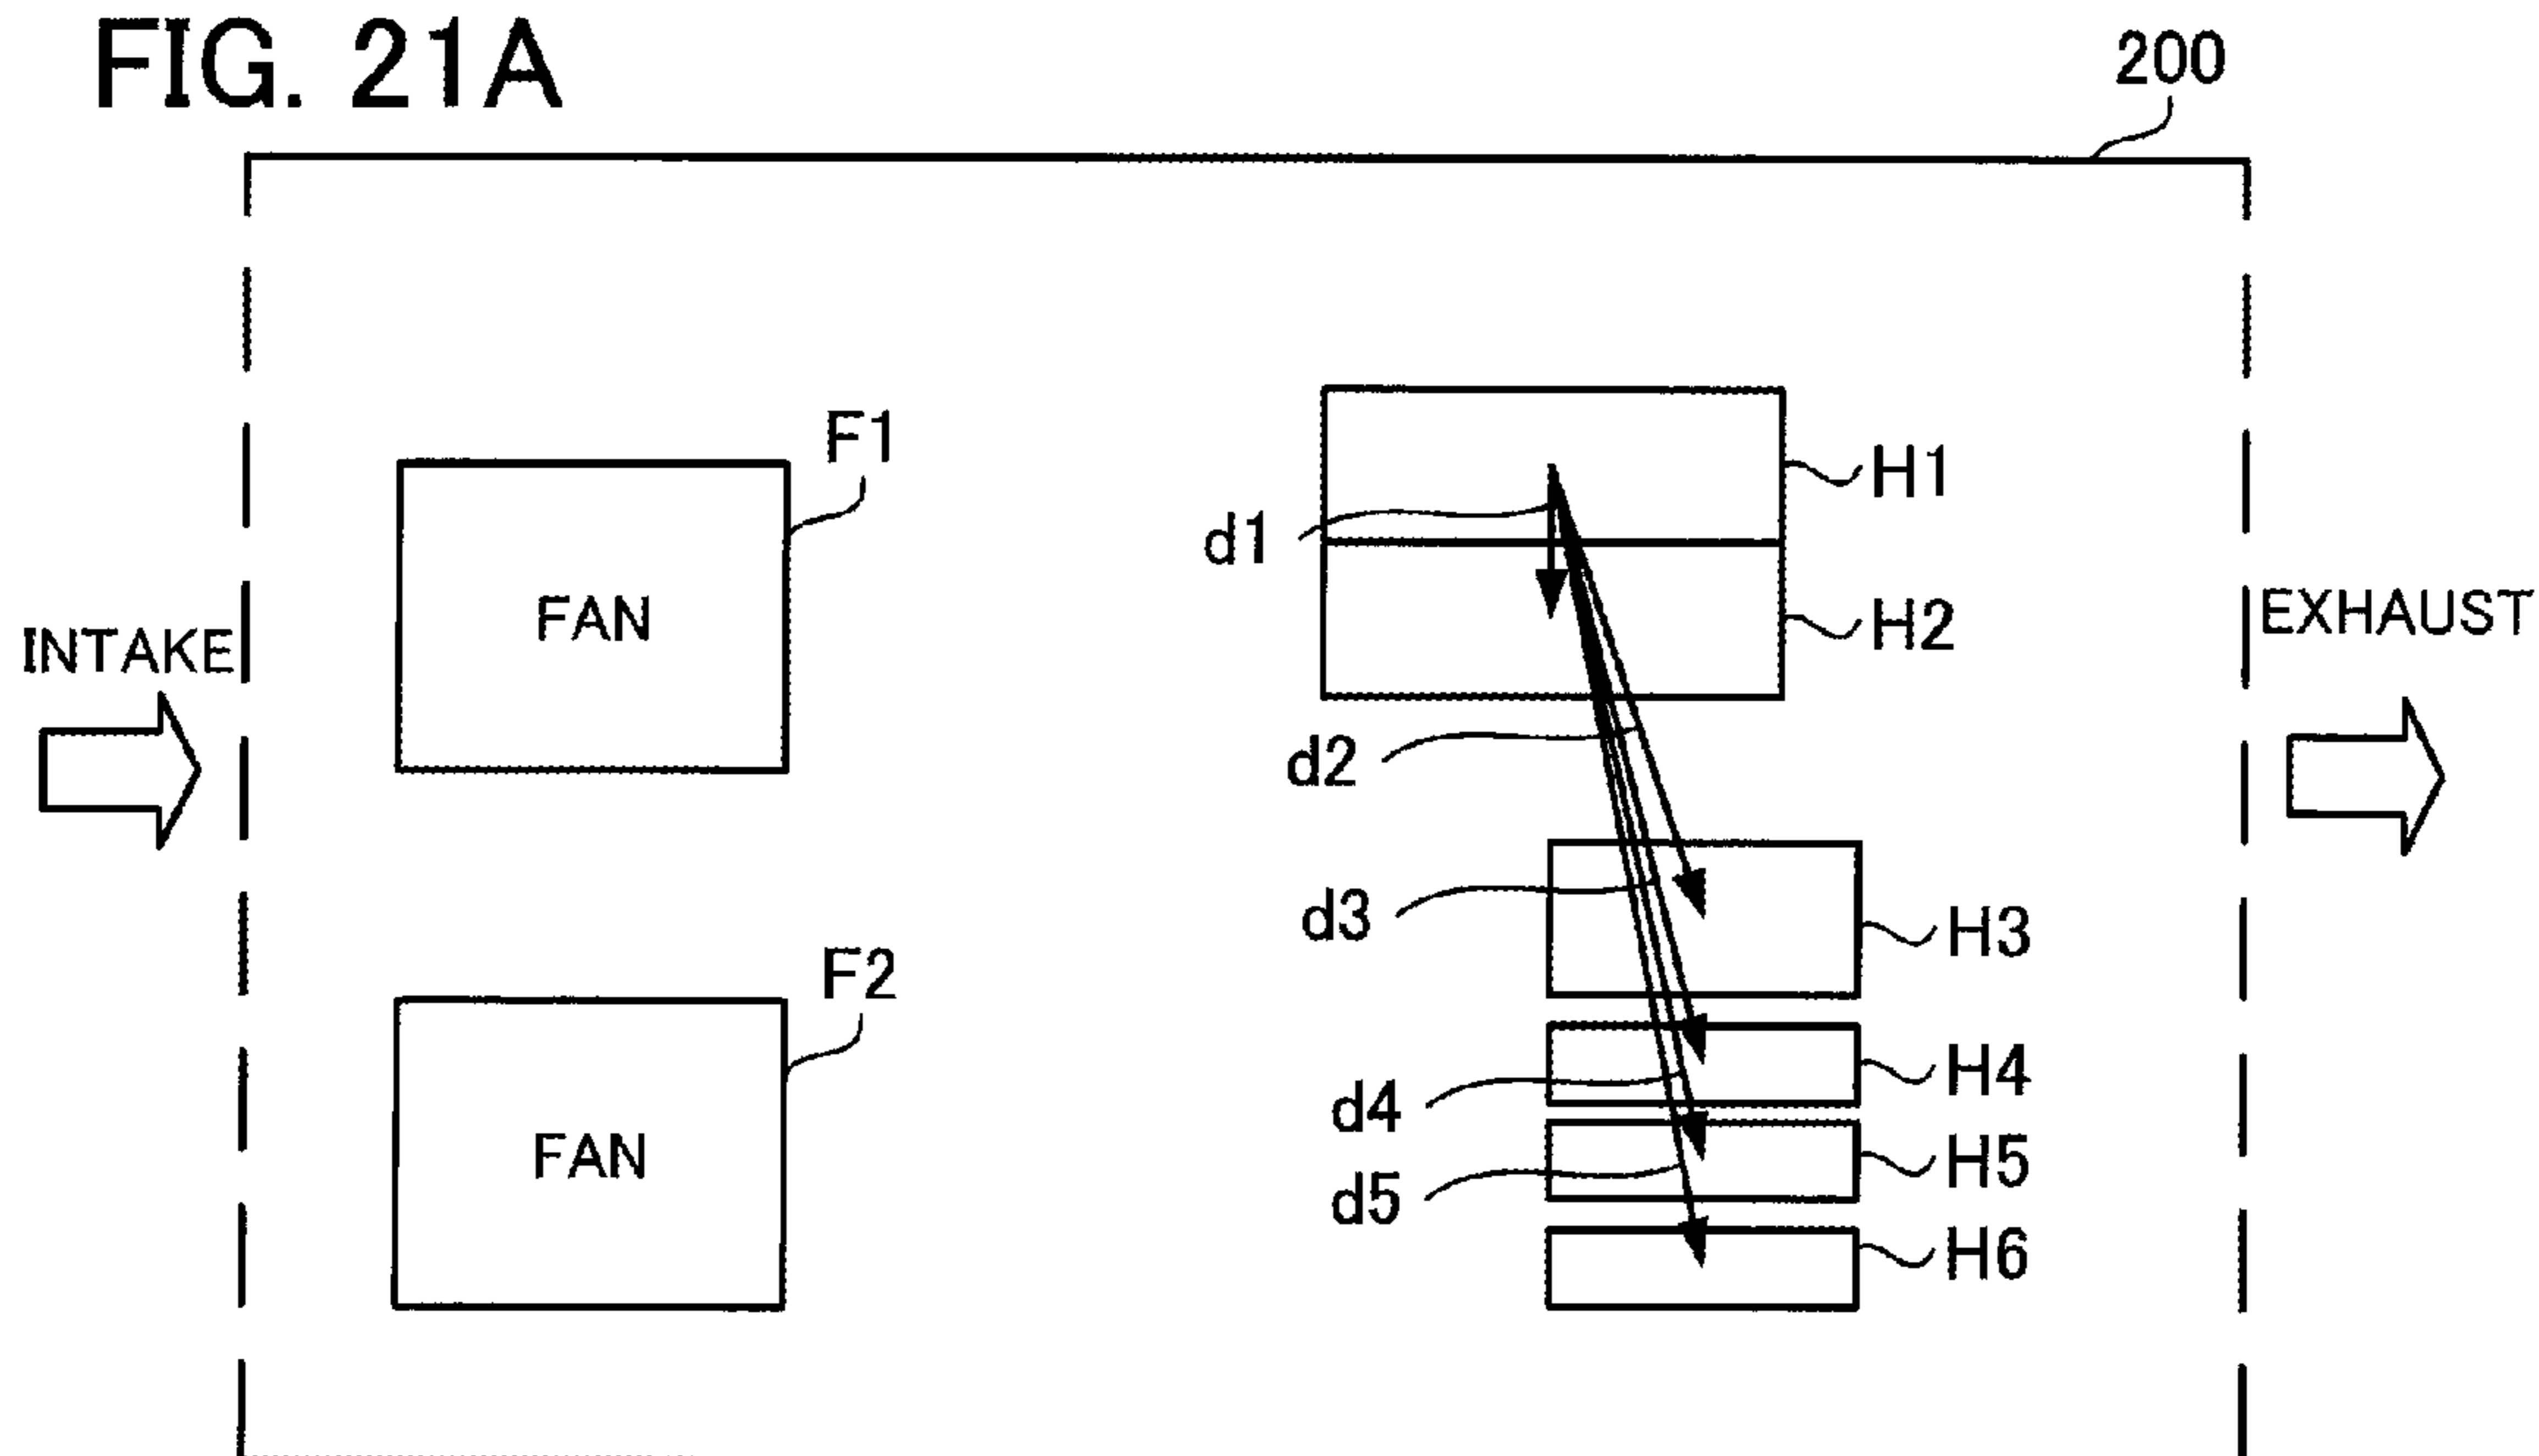 FIG. 21A
200
F1
H1
d1
FAN
H2
INTAKE
EXHAUST
d2
d3
H3
F2
H4
d4
FAN
H5
d5
H6